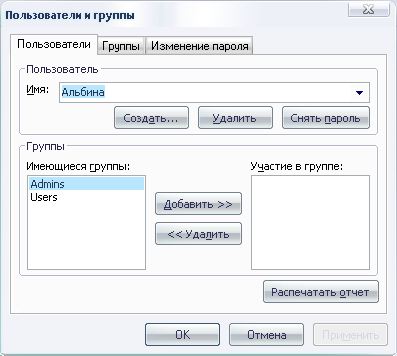 Пользователи и группы
Пользователи Группы Изменение пароля
Пользователь
Имя: Альбина
Создать... Удалить Снять пароль
Группы
Имеющиеся группы: Участие в группе:
Admins
Users
Добавить >>
<< Удалить
Распечатать отчет
OK Отмена Применить